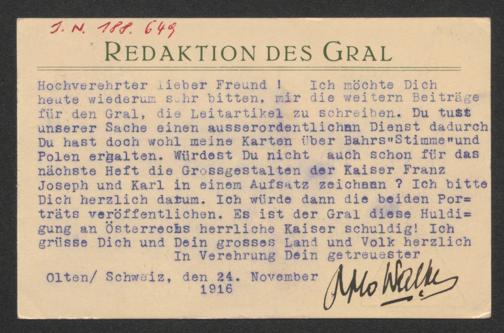 J. N. 188.649
REDAKTION DES GRAL
Hochverehrter lieber Freund ! Ich möchte Dich
heute wiederum sehr bitten, mir die weitern Beiträge
für den Gral, die Leitartikel zu schreiben. Du tust
unserer Sache einen ausserordentlichen Dienst dadurch
Du hast doch wohl meine Karten über Bahrs"Stimme"und
Polen ergalten. Würdest Du nicht auch schon für das
nächste Heft die Grossgestalten der Kaiser Franz
Joseph und Karl in einem Aufsatz zeichnen ? Ich bitte
Dich herzlich darum. Ich würde dann die beiden Por=
träts veröffentlichen. Es ist der Gral diese Huldi=
gung an Österreichs herrliche Kaiser schuldig! Ich
grüsse Dich und Dein grosses Land und Volk herzlich
In Verehrung Dein getreuester
Olten/ Schweiz, den 24. November
1916
Otto Walter